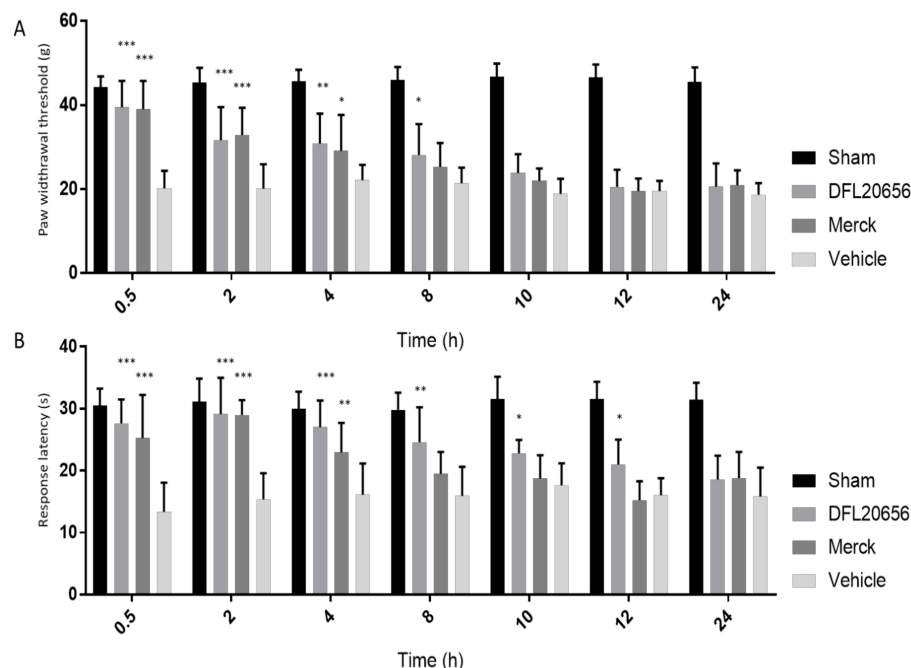 A
Paw widthrawal threshold (g)
60
40
20
0
*** *** *** *** ** * *
0.5 2 4 8 10 12 24
Time (h)
Sham
DFL20656
Merck
Vehicle
B
Response latency (s)
40
30
20
10
0
*** *** *** *** *** ** ** * *
0.5 2 4 8 10 12 24
Time (h)
Sham
DFL20656
Merck
Vehicle